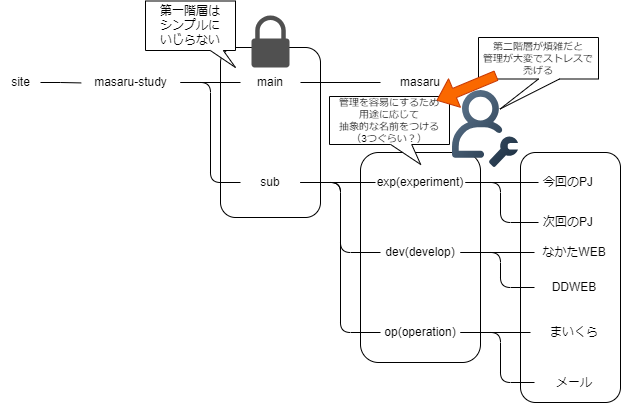 第一階層は
シンプルに
いじらない
第二階層が煩雑だと
管理が大変でストレスで
禿げる
site
masaru-study
main
masaru
管理を容易にするため
用途に応じて
抽象的な名前をつける
（3つぐらい？）
sub
exp(experiment)
今回のPJ
次回のPJ
dev(develop)
なかたWEB
DDWEB
op(operation)
まいくら
メール